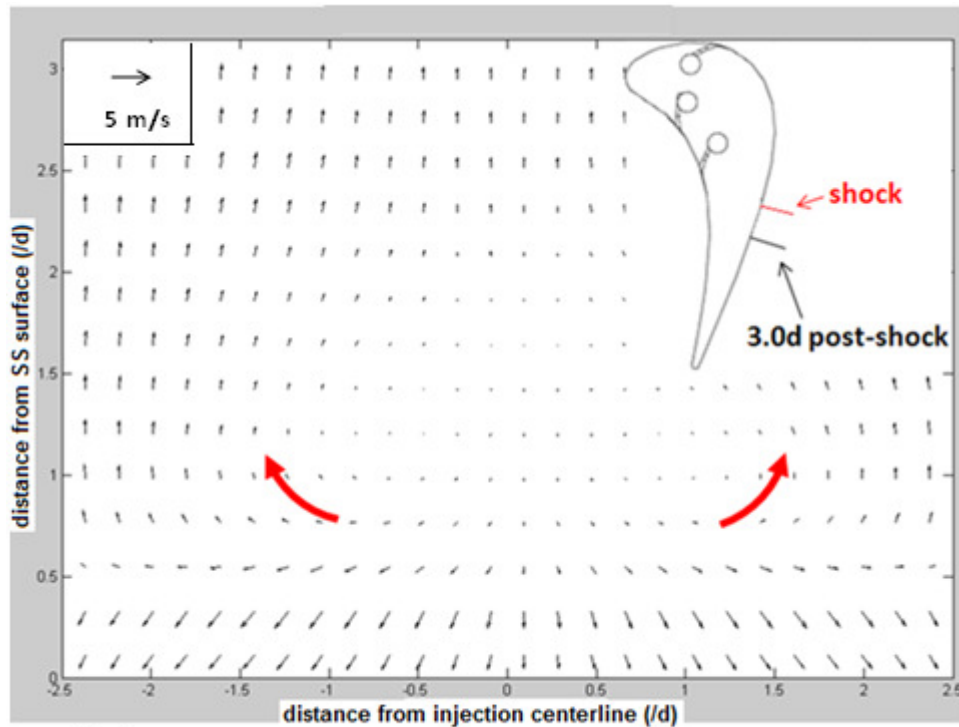 5 m/s
shock
3.0d post-shock
distance from SS surface (/d)
3
2.5
2
1.5
1
0.5
0
-2.5 -2 -1.5 -1 -0.5 0 0.5 1 1.5 2 2.5
distance from injection centerline (/d)